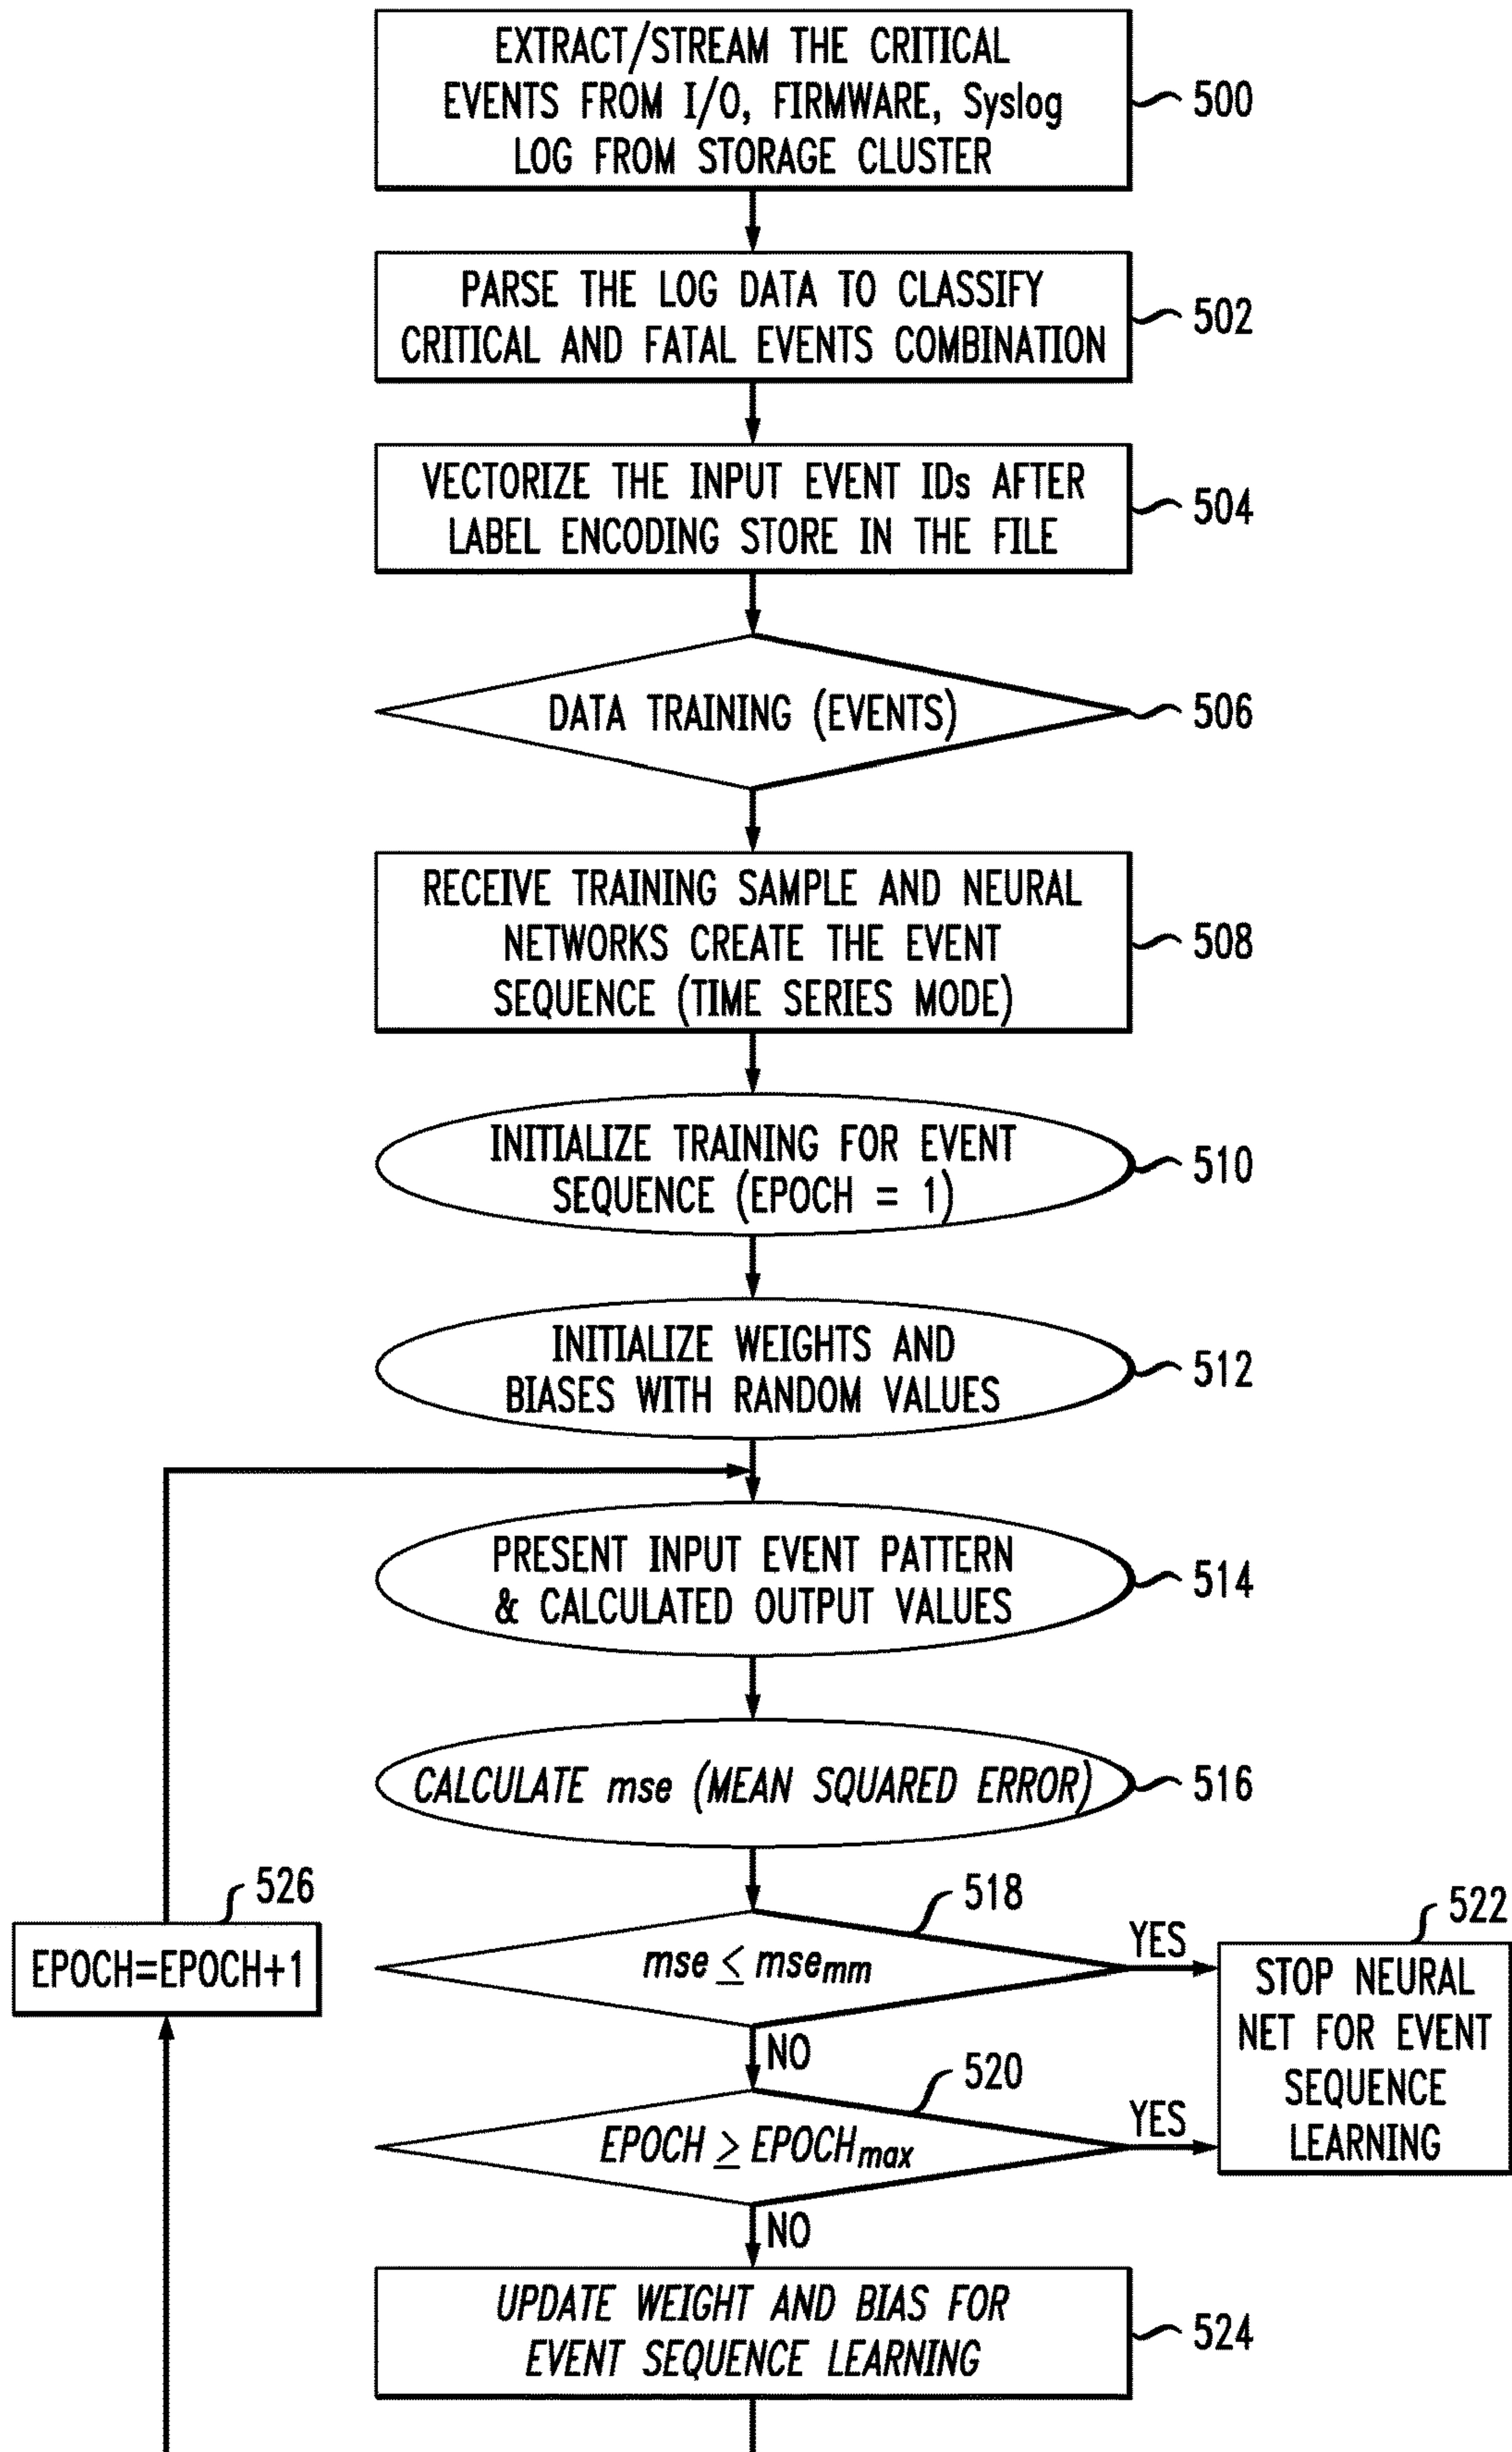 EXTRACT/STREAM THE CRITICAL
EVENTS FROM I/O, FIRMWARE, Syslog
LOG FROM STORAGE CLUSTER
500
PARSE THE LOG DATA TO CLASSIFY
CRITICAL AND FATAL EVENTS COMBINATION
502
VECTORIZE THE INPUT EVENT IDs AFTER
LABEL ENCODING STORE IN THE FILE
504
DATA TRAINING (EVENTS)
506
RECEIVE TRAINING SAMPLE AND NEURAL
NETWORKS CREATE THE EVENT
SEQUENCE (TIME SERIES MODE)
508
INITIALIZE TRAINING FOR EVENT
SEQUENCE (EPOCH = 1)
510
INITIALIZE WEIGHTS AND
BIASES WITH RANDOM VALUES
512
PRESENT INPUT EVENT PATTERN
& CALCULATED OUTPUT VALUES
514
CALCULATE mse (MEAN SQUARED ERROR)
516
526
EPOCH=EPOCH+1
518
mse ≤ mse_mm
YES
NO
522
STOP NEURAL
NET FOR EVENT
SEQUENCE
LEARNING
520
EPOCH ≥ EPOCH_max
YES
NO
UPDATE WEIGHT AND BIAS FOR
EVENT SEQUENCE LEARNING
524